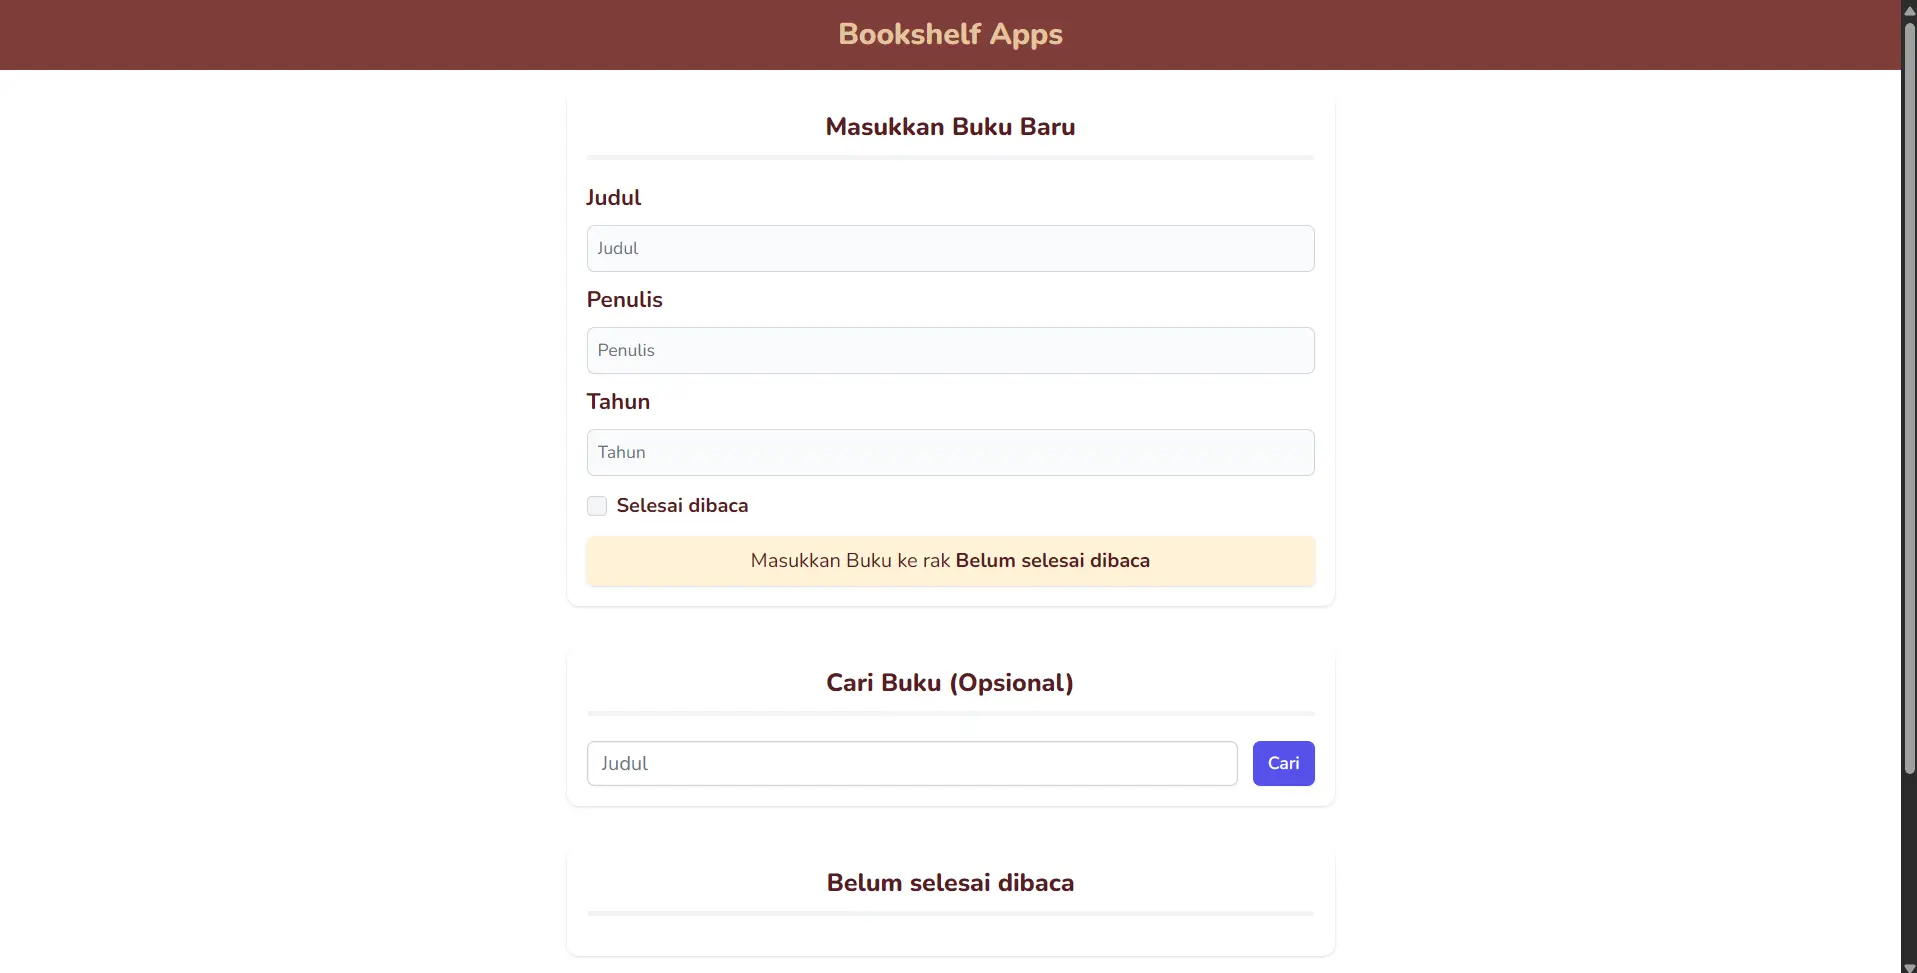 Bookshelf Apps
Masukkan Buku Baru
Judul
Judul
Penulis
Penulis
Tahun
Tahun
Selesai dibaca
Masukkan Buku ke rak Belum selesai dibaca
Cari Buku (Opsional)
Judul
Cari
Belum selesai dibaca